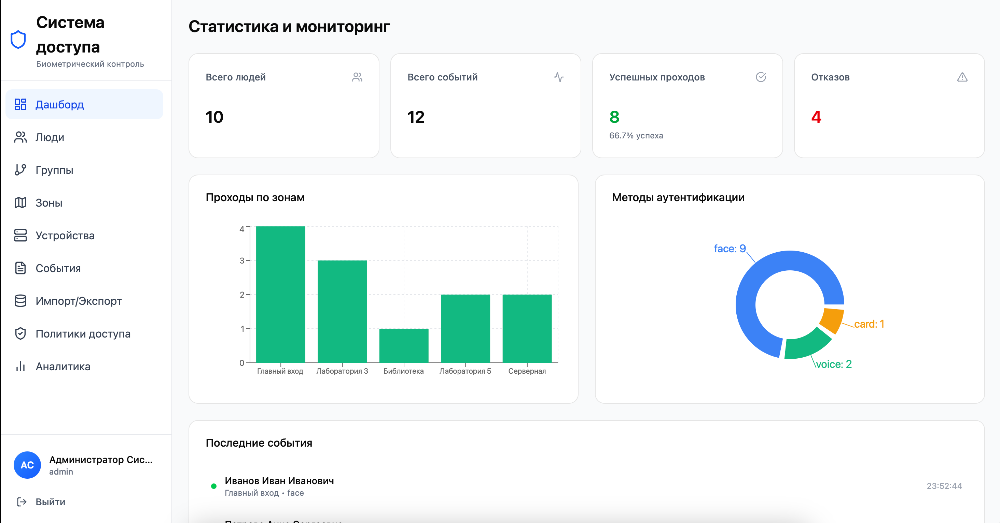 Система
доступа
Биометрический контроль
Дашборд
Люди
Группы
Зоны
Устройства
События
Импорт/Экспорт
Политики доступа
Аналитика
АС
Администратор Сис...
admin
Выйти
Статистика и мониторинг
Всего людей
10
Всего событий
12
Успешных проходов
8
66.7% успеха
Отказов
4
Проходы по зонам
4
3
2
1
0
Главный вход
Лаборатория 3
Библиотека
Лаборатория 5
Серверная
Методы аутентификации
face: 9
card: 1
voice: 2
Последние события
Иванов Иван Иванович
Главный вход • face
23:52:44